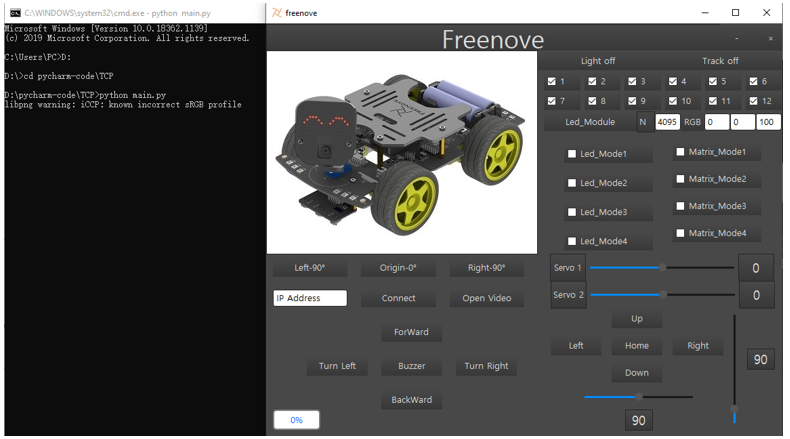 C:\WINDOWS\system32\cmd.exe - python main.py
Microsoft Windows [Version 10.0.18362.1139]
(c) 2019 Microsoft Corporation. All rights reserved.
C:\Users\PC>D:
D:\>cd pycharm-code\TCP
D:\pycharm-code\TCP>python main.py
libpng warning: iCCP: known incorrect sRGB profile
freenove
Freenove
Light off Track off
1 2 3 4 5 6
7 8 9 10 11 12
Led_Module N 4095 RGB 0 0 100
Led_Mode1 Matrix_Mode1
Led_Mode2 Matrix_Mode2
Led_Mode3 Matrix_Mode3
Led_Mode4 Matrix_Mode4
Left-90° Origin-0° Right-90°
Servo 1 0
IP Address Connect Open Video
Servo 2 0
ForWard
Turn Left Buzzer Turn Right
BackWard
0%
Up
Left Home Right
Down
90
90